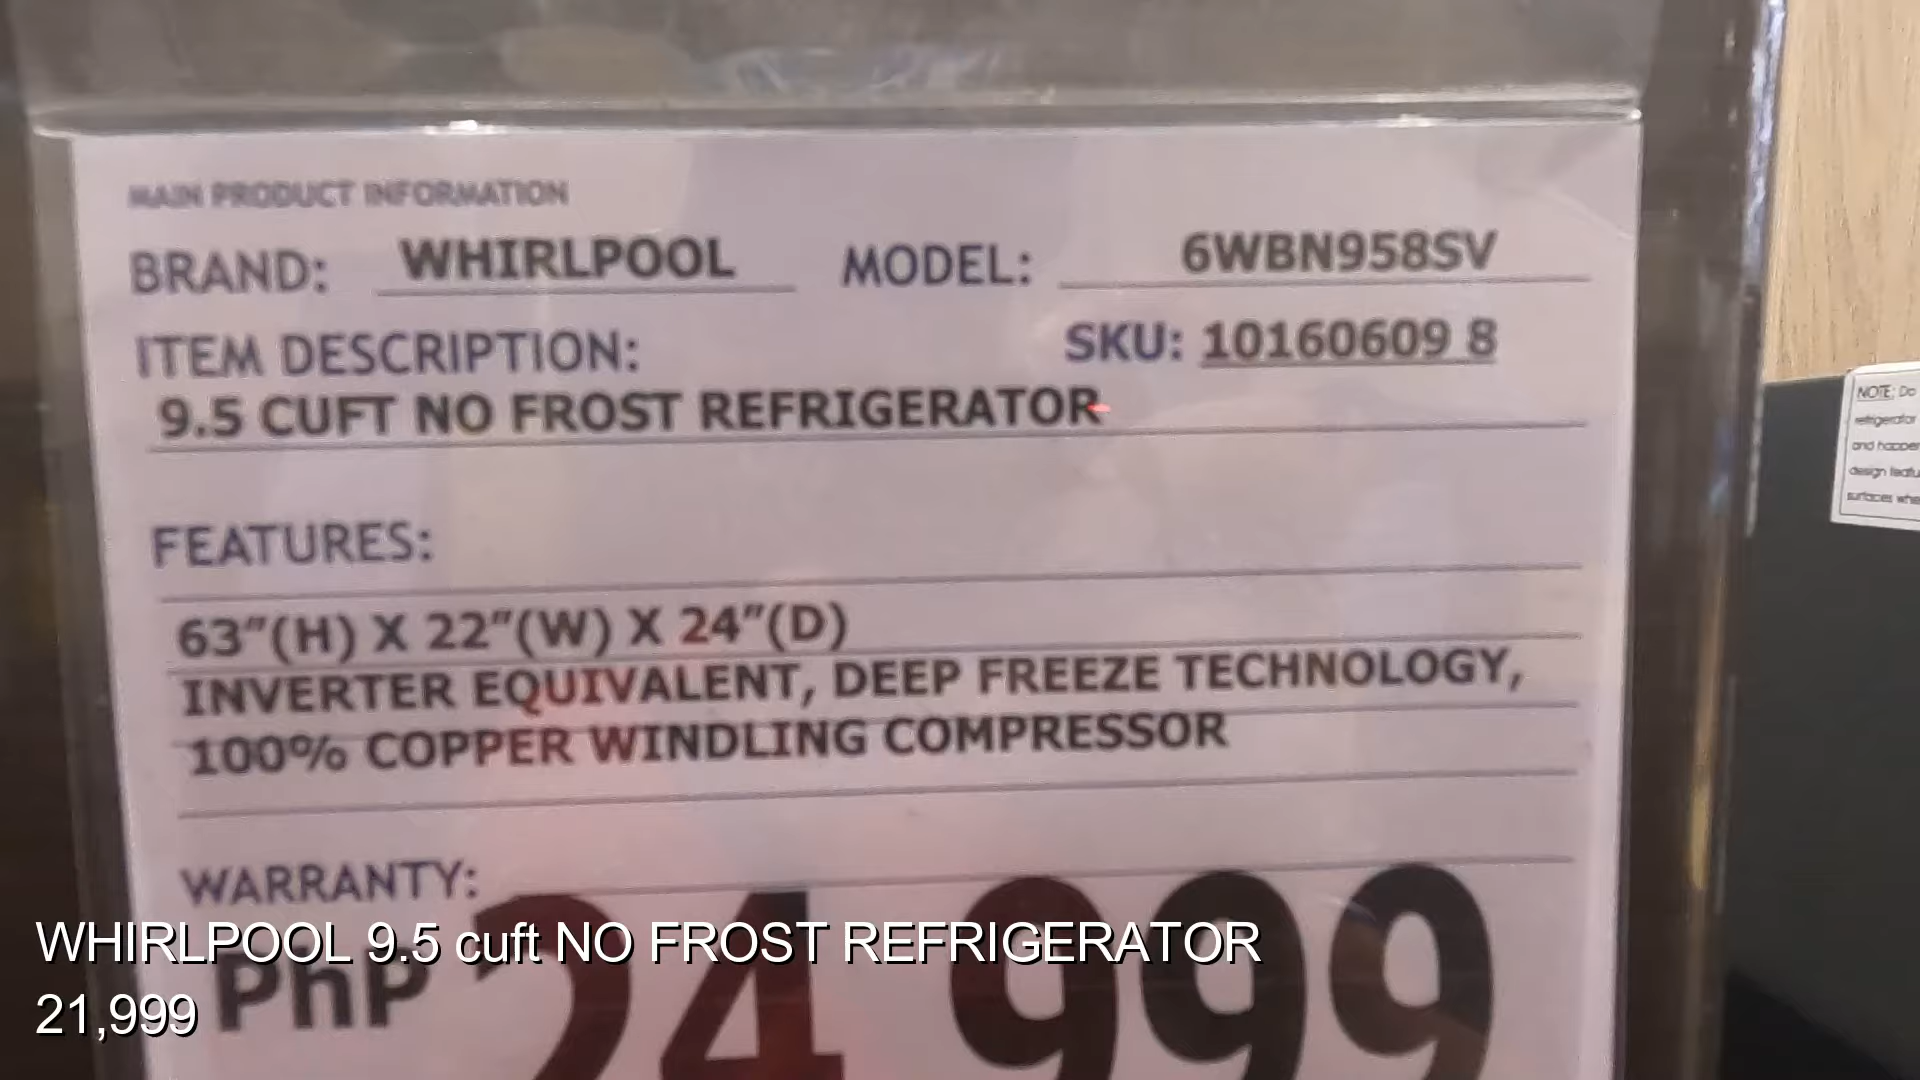 MAIN PRODUCT INFORMATION
BRAND: WHIRLPOOL MODEL: 6WBN958SV
ITEM DESCRIPTION: SKU: 10160609 8
9.5 CUFT NO FROST REFRIGERATOR
FEATURES:
63"(H) X 22"(W) X 24"(D)
INVERTER EQUIVALENT, DEEP FREEZE TECHNOLOGY,
100% COPPER WINDLING COMPRESSOR
WARRANTY:
PhP 24,999
WHIRLPOOL 9.5 cuft NO FROST REFRIGERATOR
21,999
NOTE: Do
refrigerator
and happen
design featu
surfaces whe